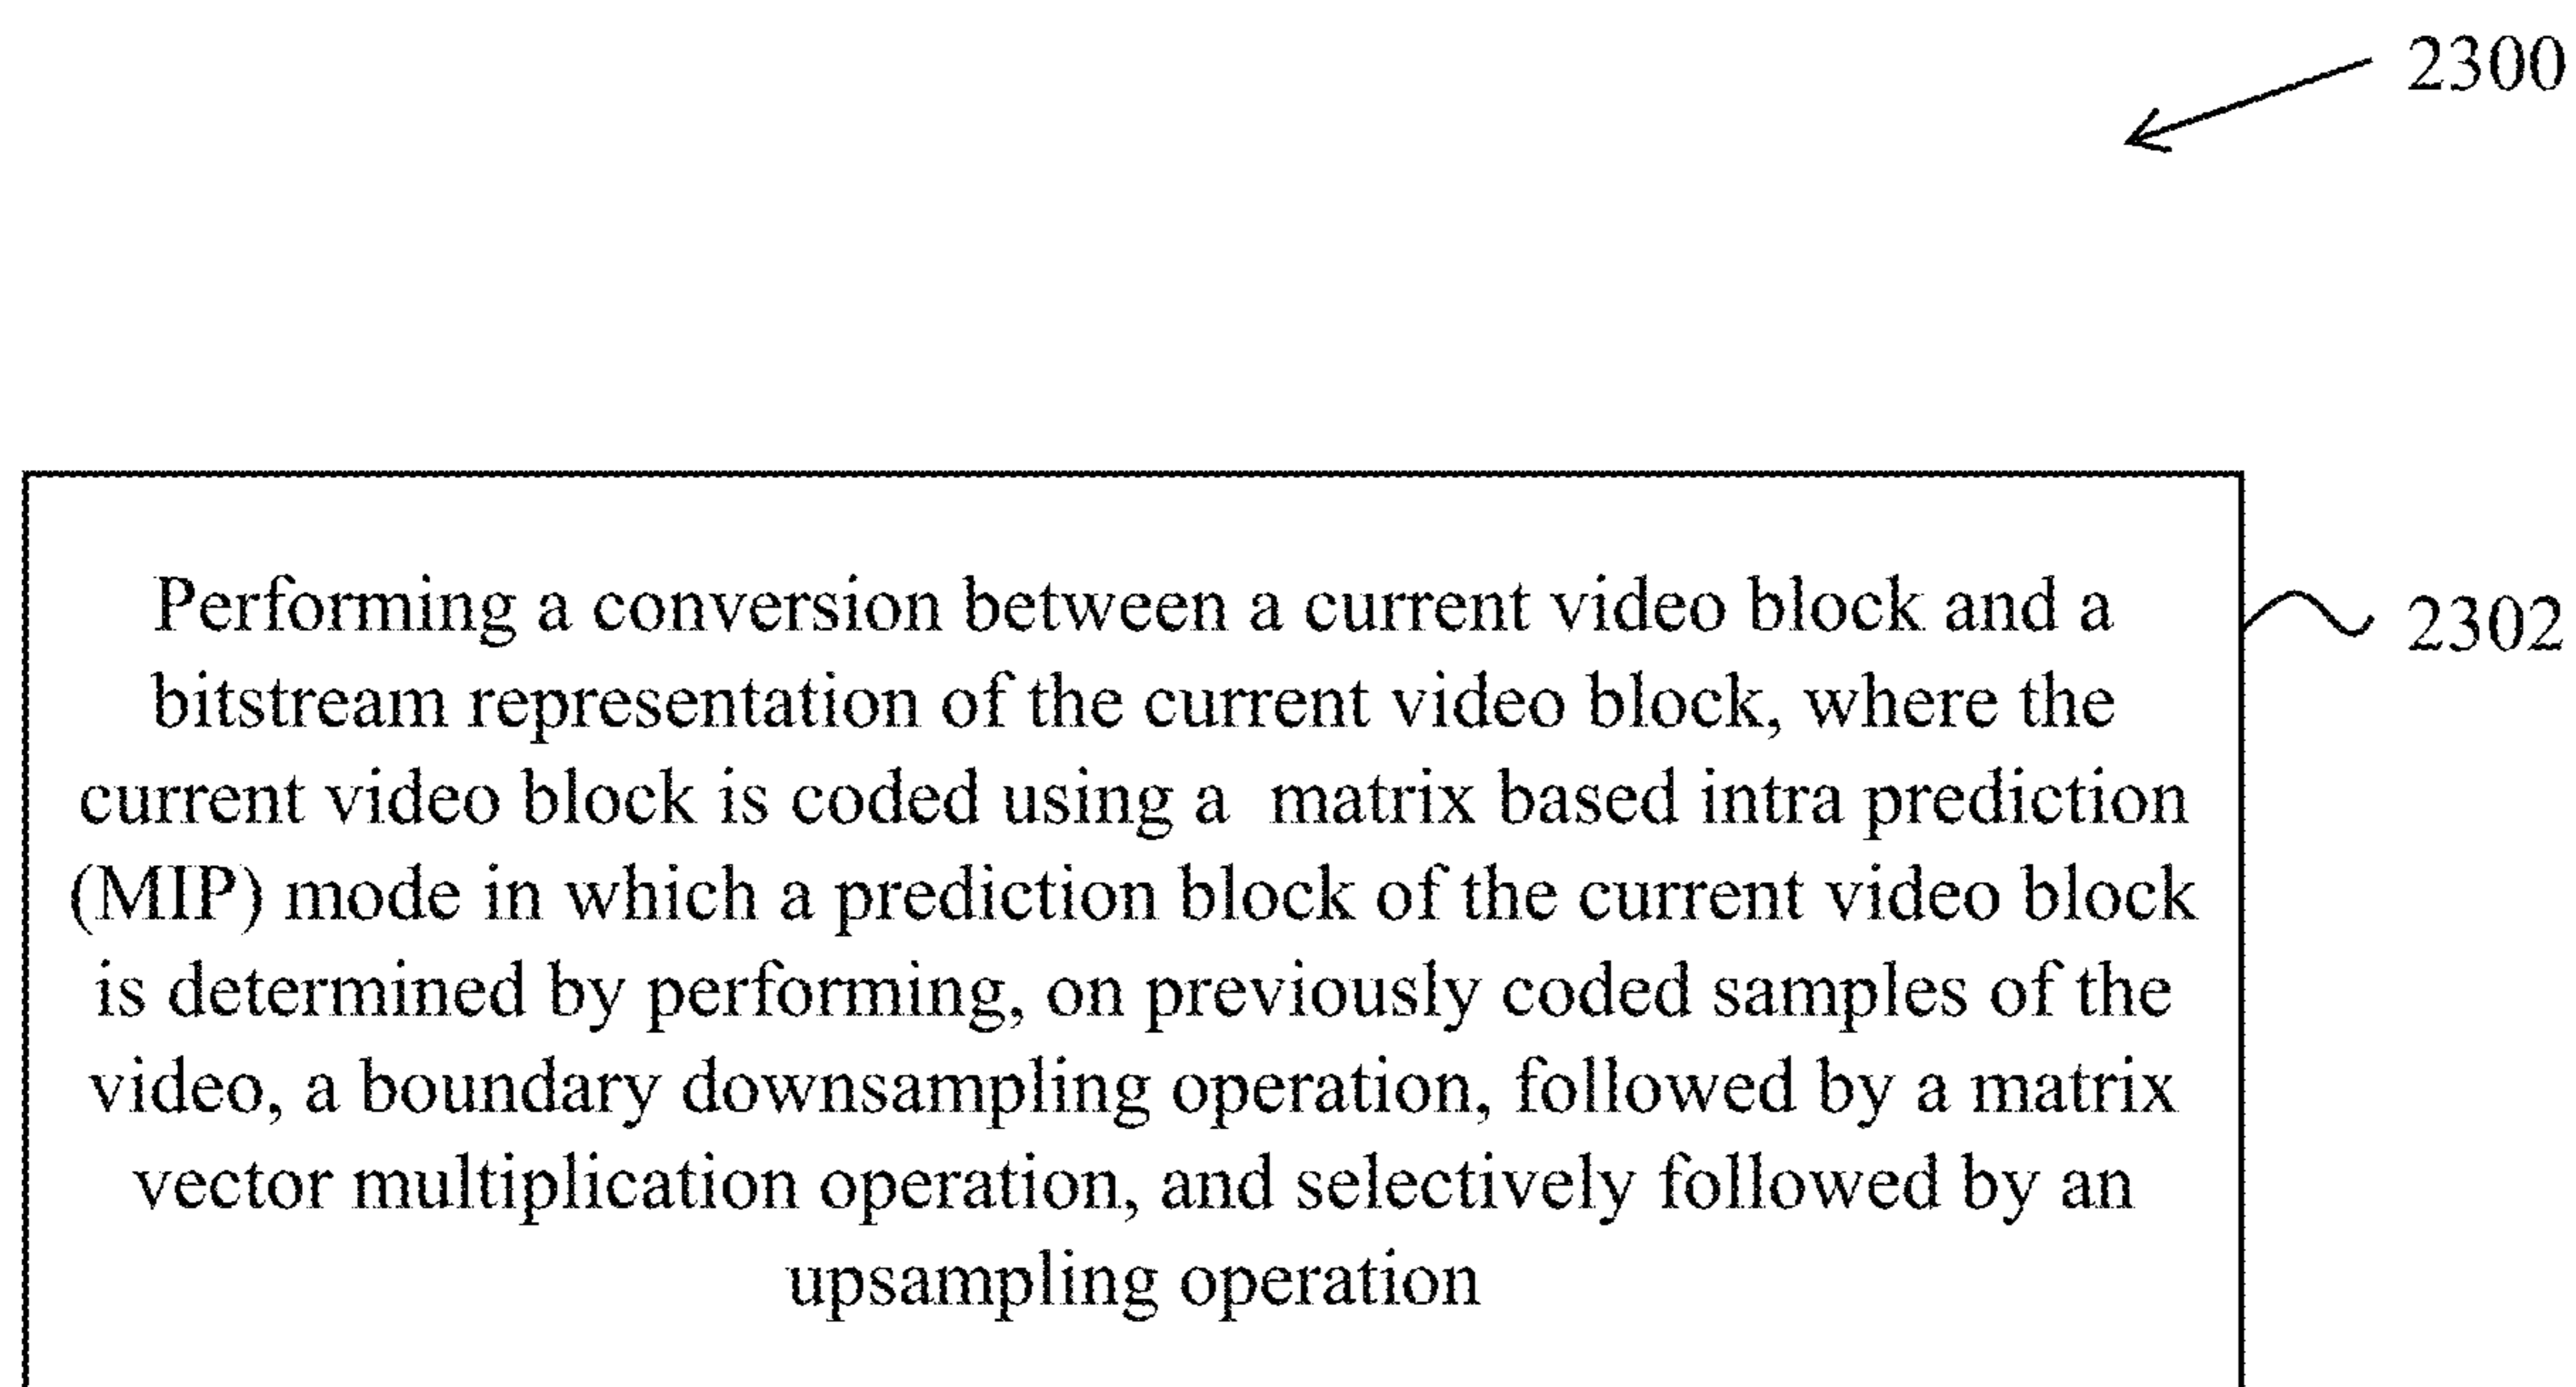 2300
Performing a conversion between a current video block and a
2302
bitstream representation of the current video block, where the
current video block is coded using a matrix based intra prediction
(MIP) mode in which a prediction block of the current video block
is determined by performing, on previously coded samples of the
video, a boundary downsampling operation, followed by a matrix
vector multiplication operation, and selectively followed by an
upsampling operation